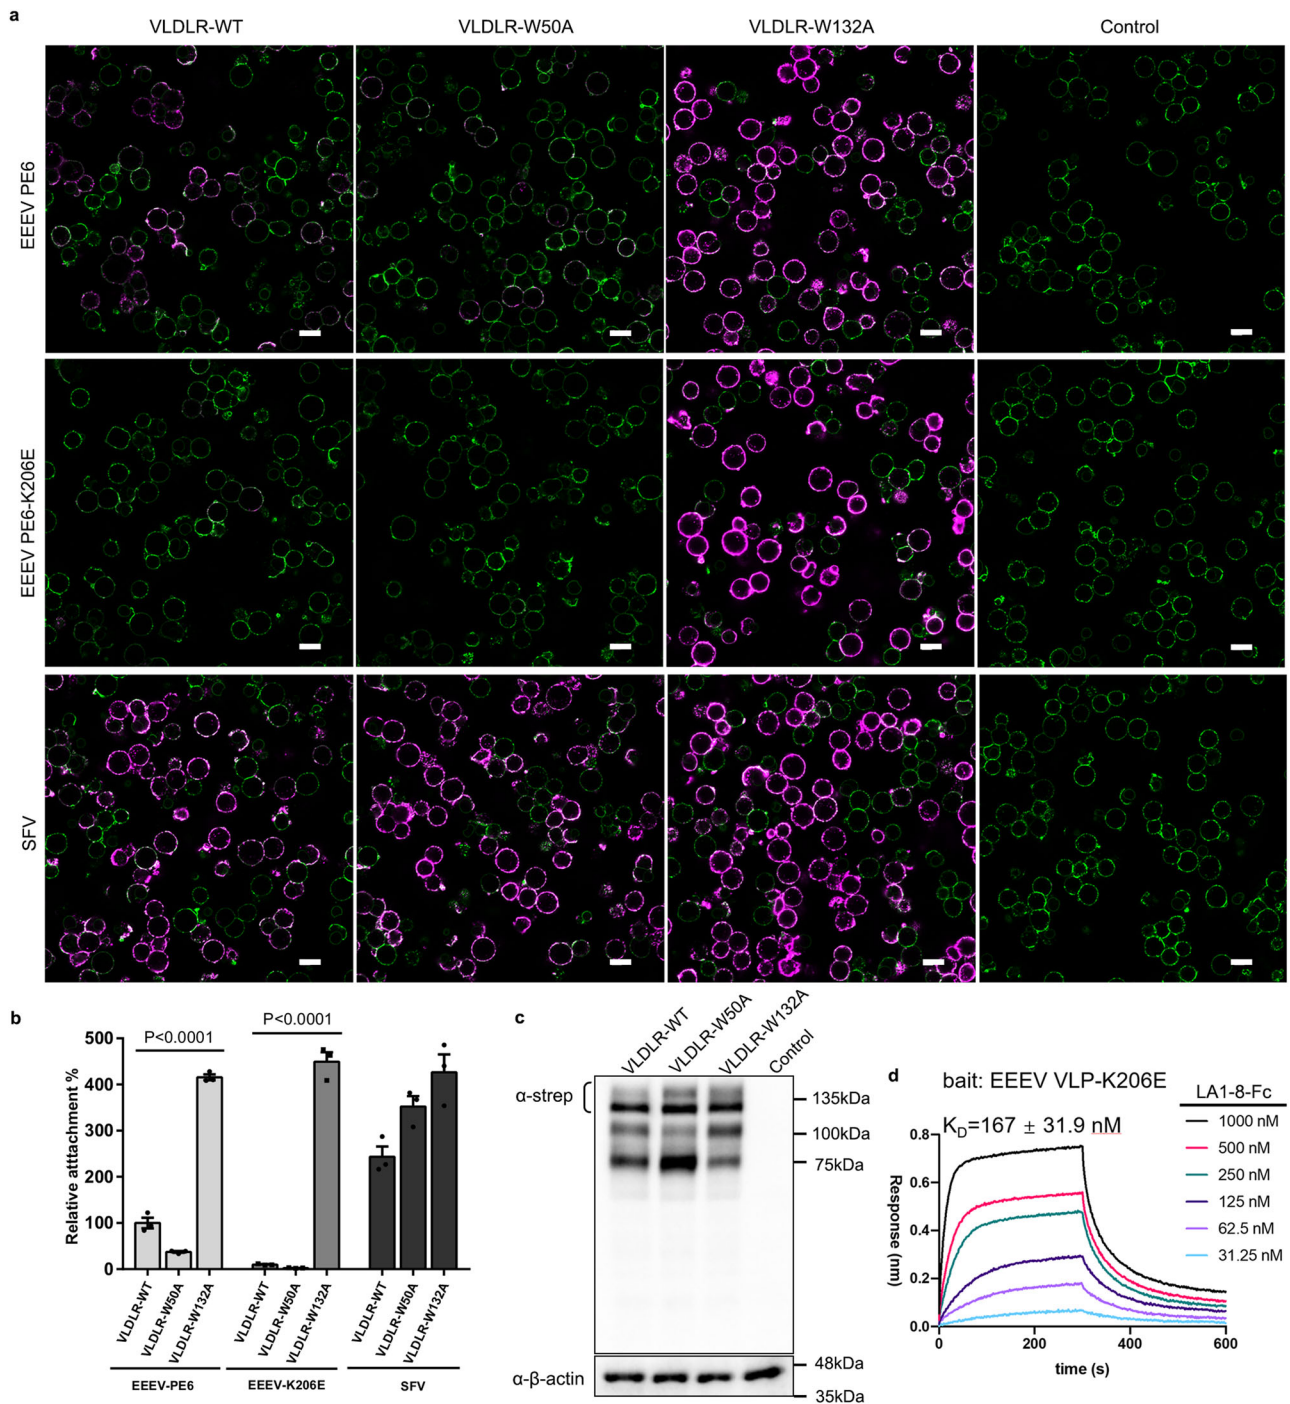 a
VLDLR-WT
VLDLR-W50A
VLDLR-W132A
Control
EEEV PE6
EEEV PE6-K206E
SFV
b
P<0.0001
P<0.0001
Relative atttachment %
500
400
300
200
100
0
VLDLR-WT
VLDLR-W50A
VLDLR-W132A
VLDLR-WT
VLDLR-W50A
VLDLR-W132A
VLDLR-WT
VLDLR-W50A
VLDLR-W132A
EEEV-PE6
EEEV-K206E
SFV
c
VLDLR-WT
VLDLR-W50A
VLDLR-W132A
Control
α-strep
135kDa
100kDa
75kDa
α-β-actin
48kDa
35kDa
d
bait: EEEV VLP-K206E
KD=167 ± 31.9 nM
Response (nm)
0.8
0.6
0.4
0.2
0.0
0
200
400
600
time (s)
LA1-8-Fc
1000 nM
500 nM
250 nM
125 nM
62.5 nM
31.25 nM